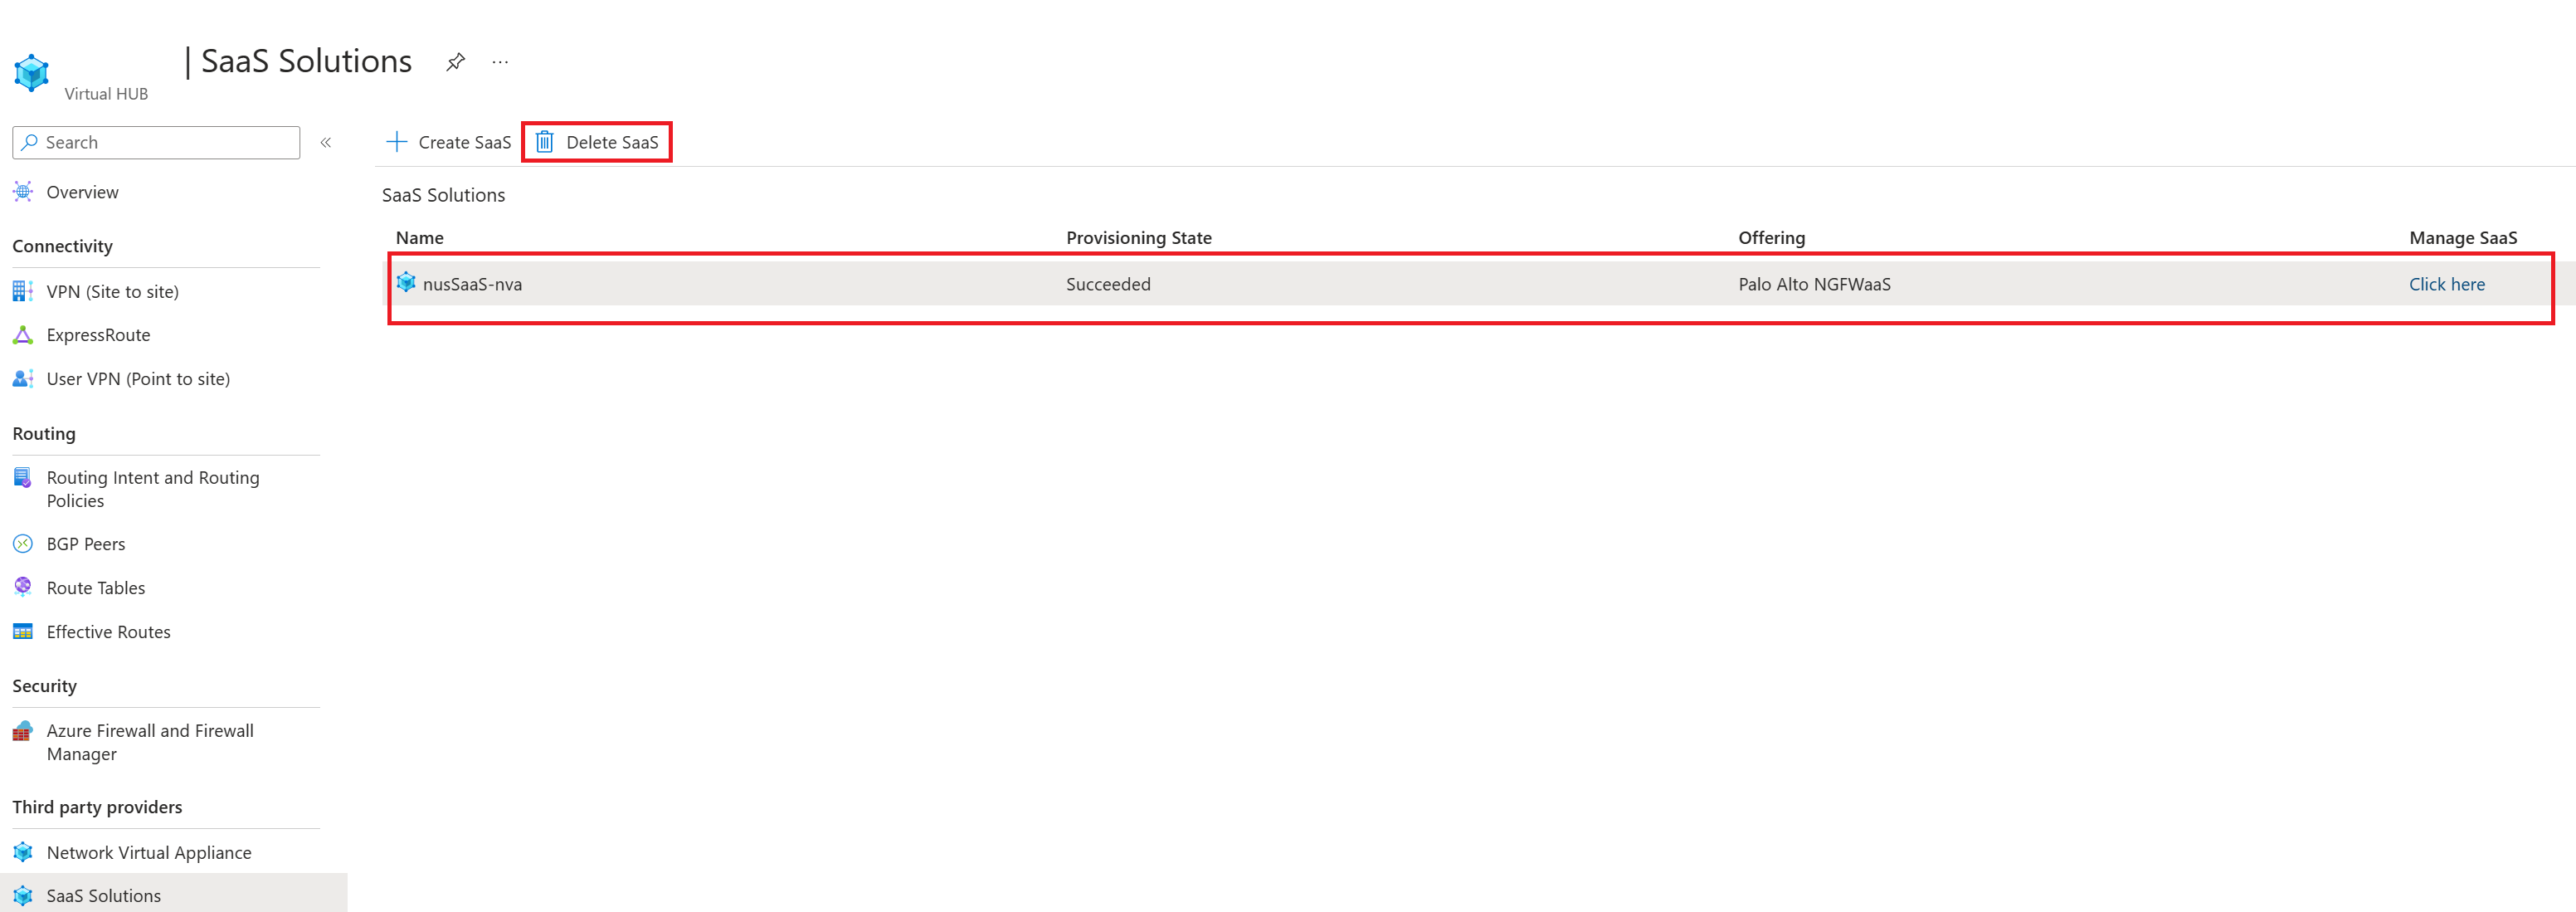 | SaaS Solutions
Virtual HUB
Search
Create SaaS
Delete SaaS
Overview
Connectivity
VPN (Site to site)
ExpressRoute
User VPN (Point to site)
Routing
Routing Intent and Routing
Policies
BGP Peers
Route Tables
Effective Routes
Security
Azure Firewall and Firewall
Manager
Third party providers
Network Virtual Appliance
SaaS Solutions
SaaS Solutions
Name Provisioning State Offering Manage SaaS
nusSaaS-nva Succeeded Palo Alto NGFWaaS Click here